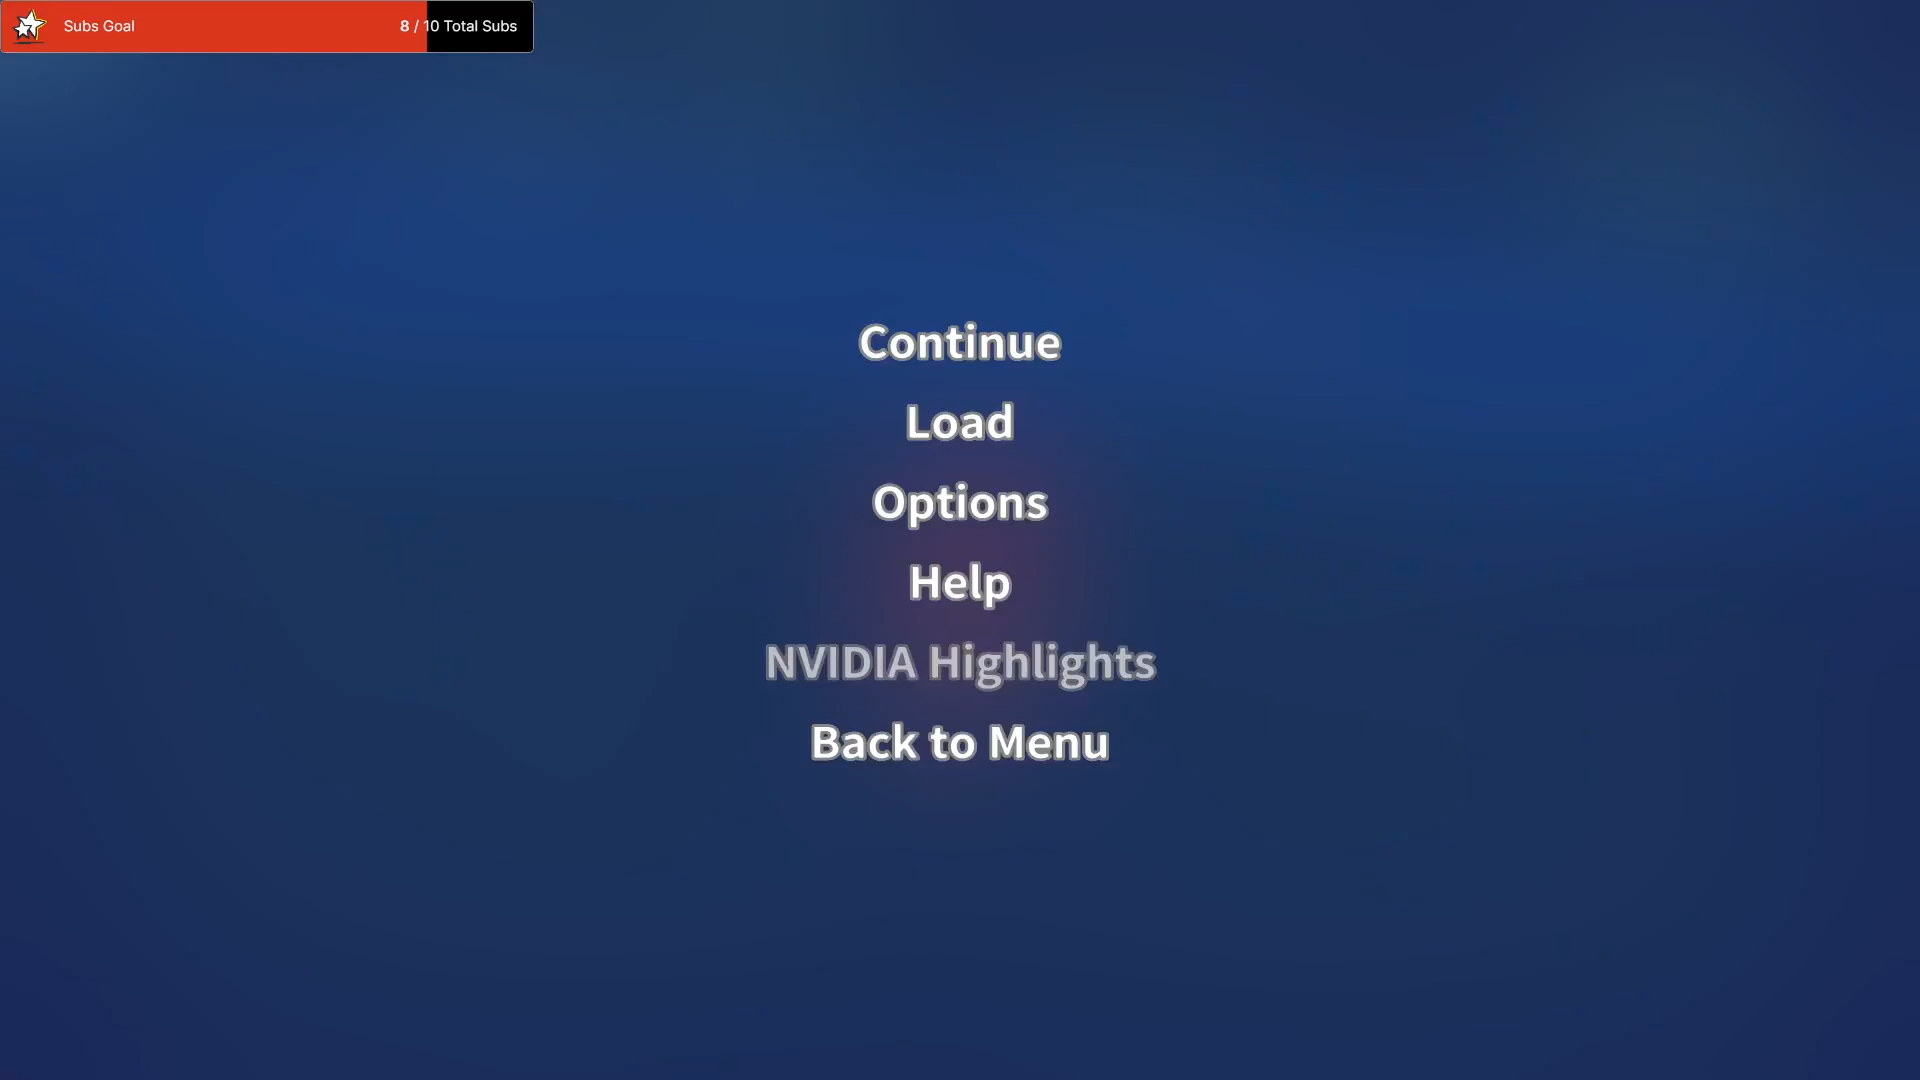 Subs Goal 8 / 10 Total Subs
Continue
Load
Options
Help
NVIDIA Highlights
Back to Menu